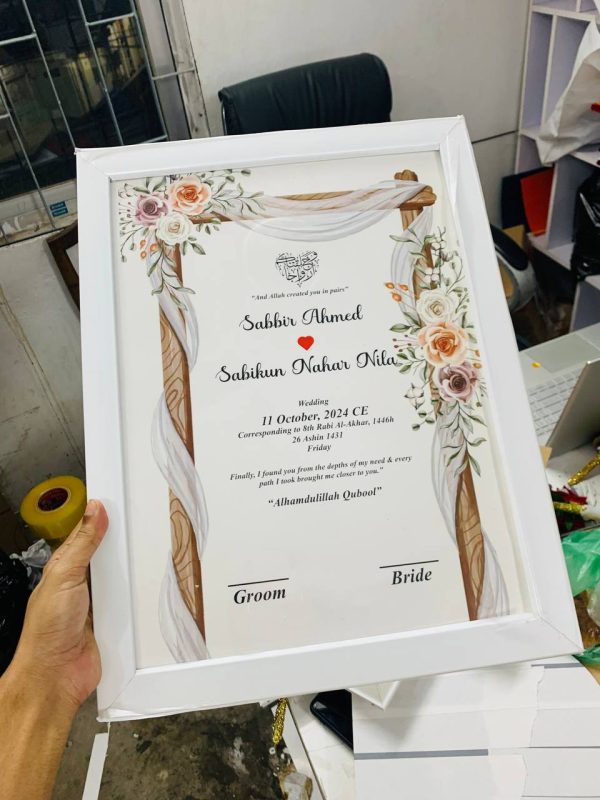 "And Allah created you in pairs"
Sabbir Ahmed
Sabikun Nahar Nila
Wedding
11 October, 2024 CE
Corresponding to 8th Rabi Al-Akhar, 1446h
26 Ashin 1431
Friday
Finally, I found you from the depths of my need & every
path I took brought me closer to you."
"Alhamdulillah Qubool"
Groom
Bride